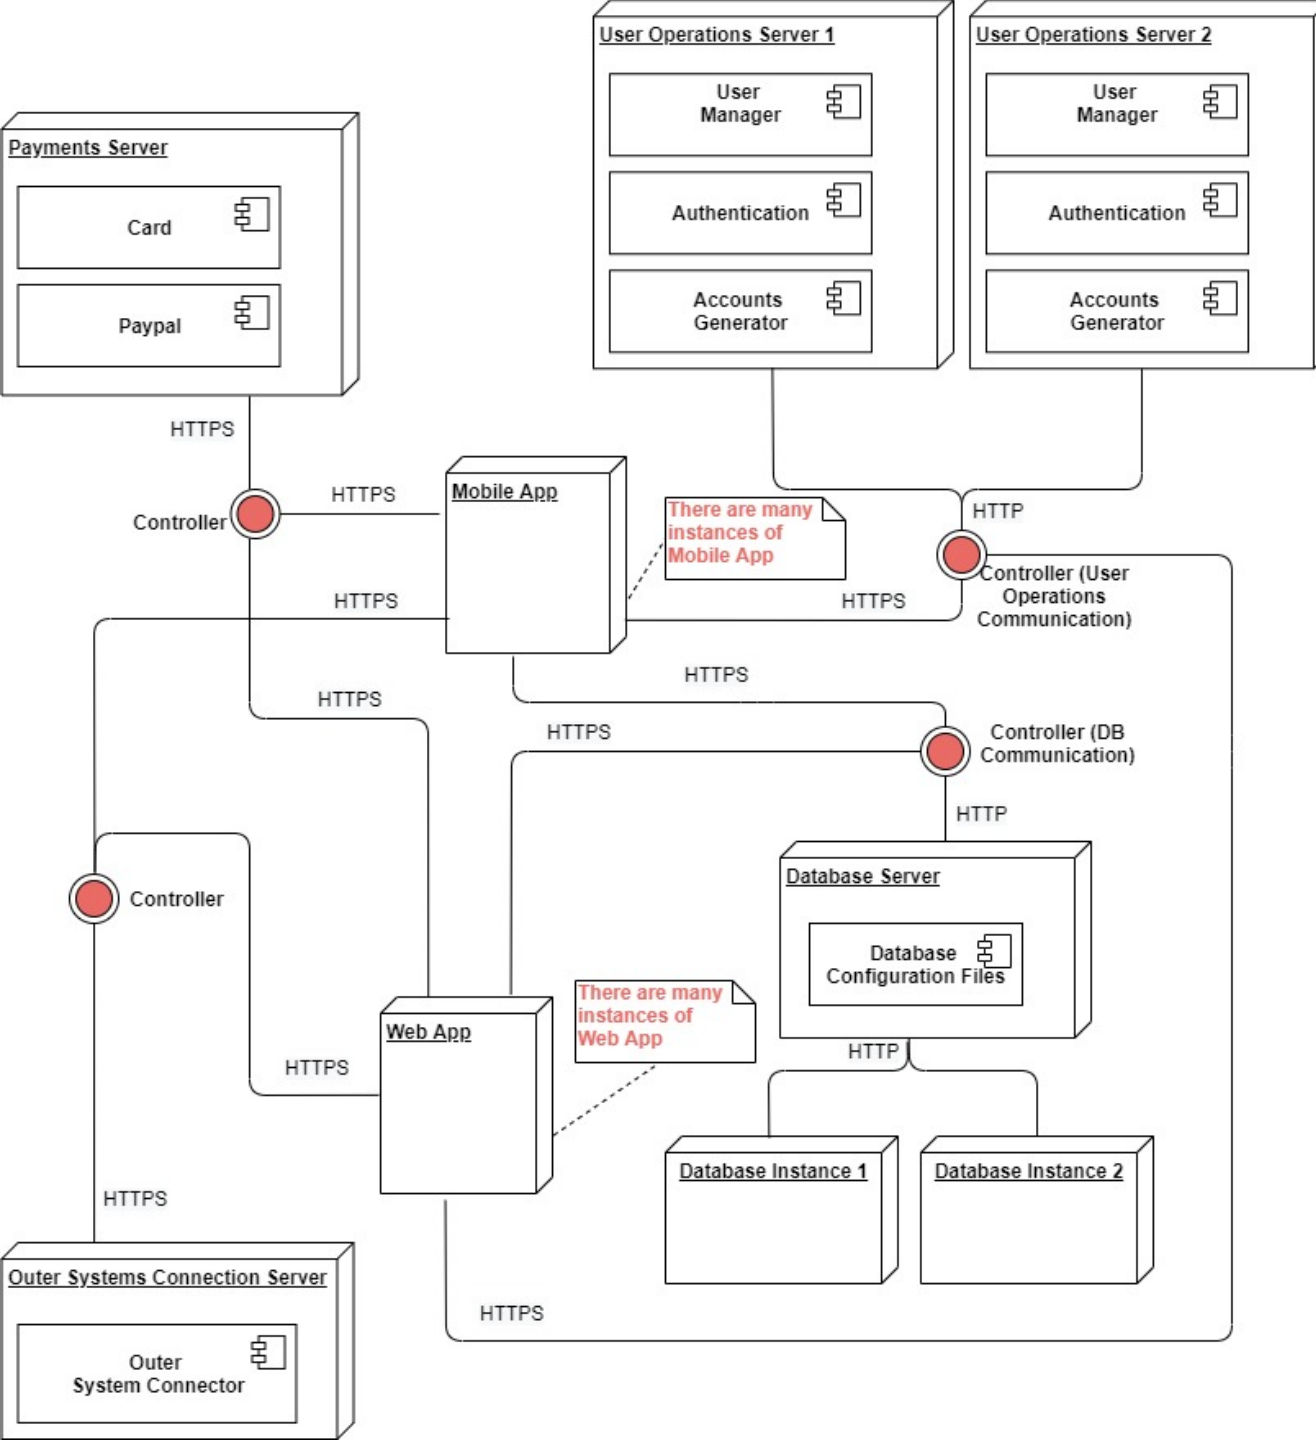 User Operations Server 1
User Operations Server 2
User
Manager
User
Manager
Authentication
Authentication
Accounts
Generator
Accounts
Generator
Payments Server
Card
Paypal
HTTPS
HTTPS
Controller
Mobile App
There are many
instances of
Mobile App
HTTP
Controller (User
Operations
Communication)
HTTPS
HTTPS
HTTPS
HTTPS
HTTPS
Controller (DB
Communication)
HTTP
Database Server
Database
Configuration Files
Controller
There are many
instances of
Web App
Web App
HTTP
HTTPS
Database Instance 1
Database Instance 2
HTTPS
Outer Systems Connection Server
HTTPS
Outer
System Connector